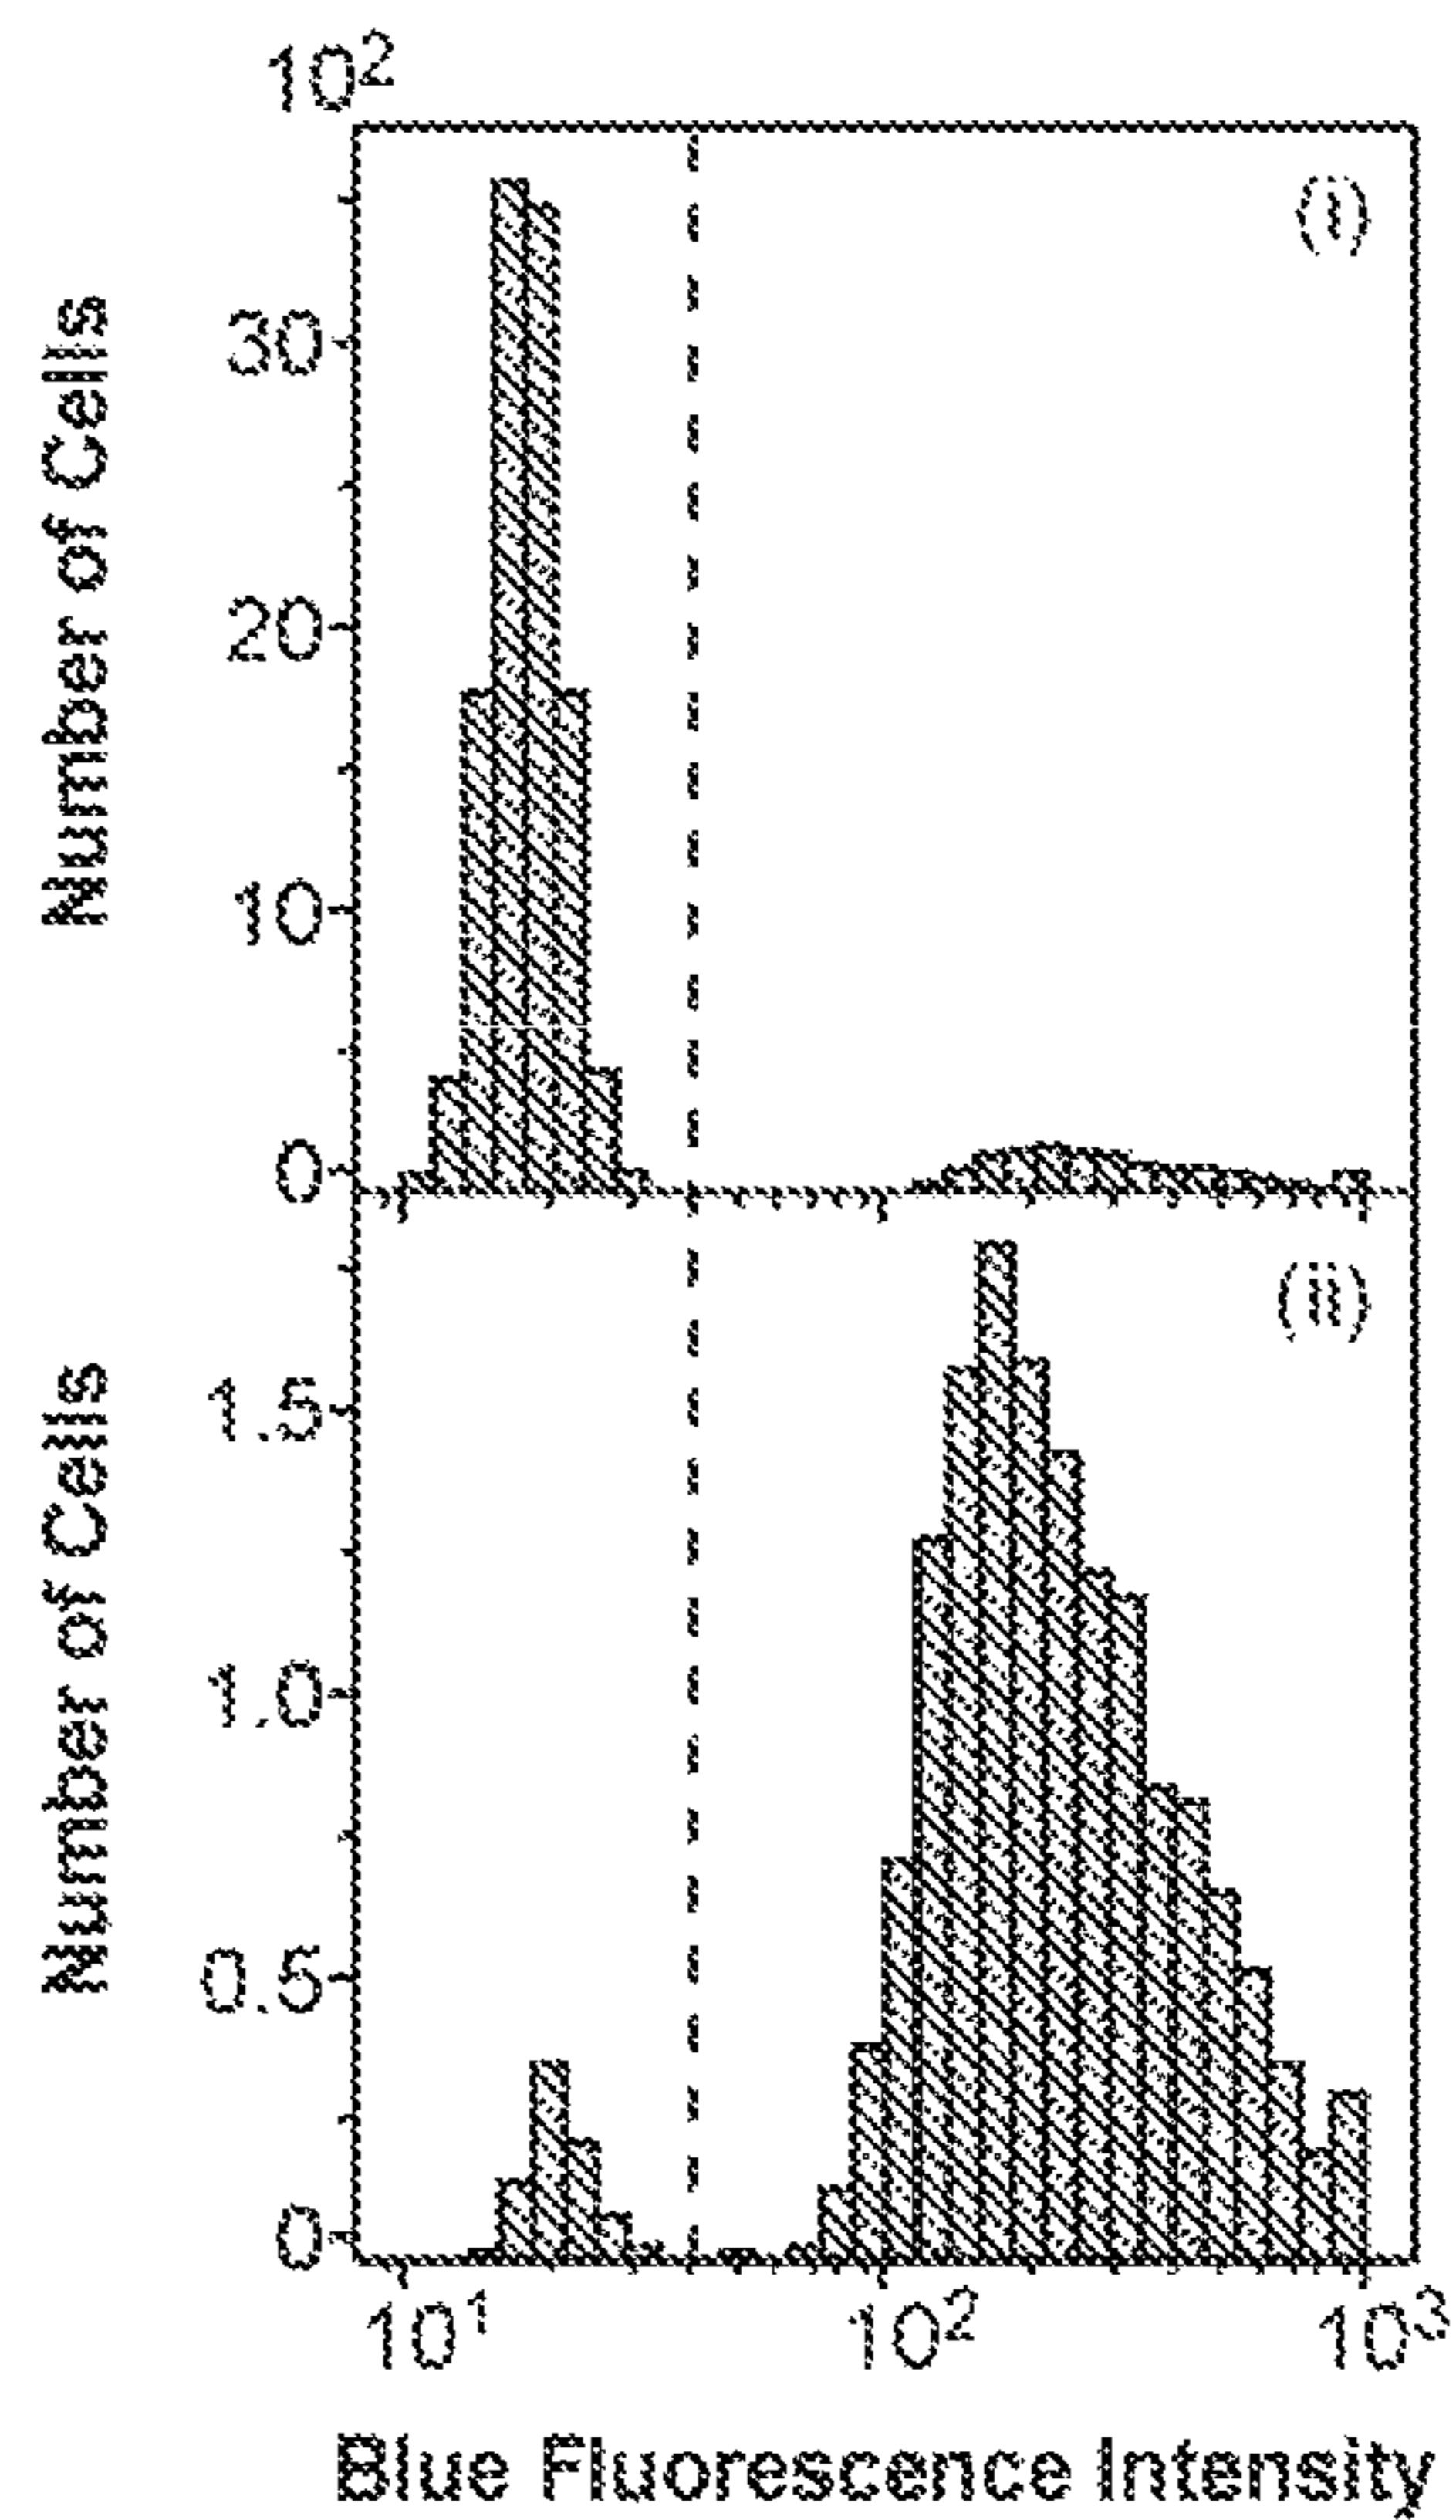 10²
Number of Cells
30
20
10
0
(i)
Number of Cells
1.5
1.0
0.5
0
(ii)
10¹ 10² 10³
Blue Fluorescence Intensity